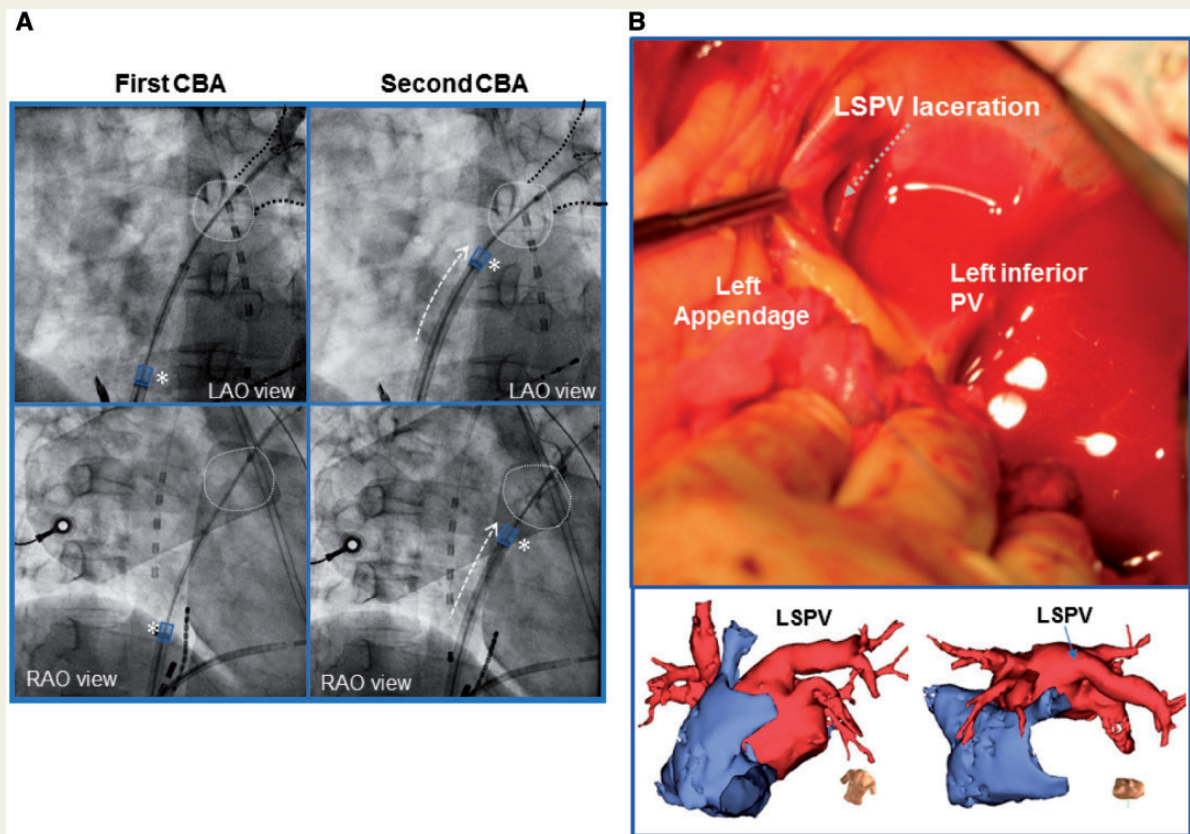 A
First CBA
Second CBA
*
LAO view
*
LAO view
*
RAO view
*
RAO view
B
LSPV laceration
Left Appendage
Left inferior PV
LSPV
LSPV